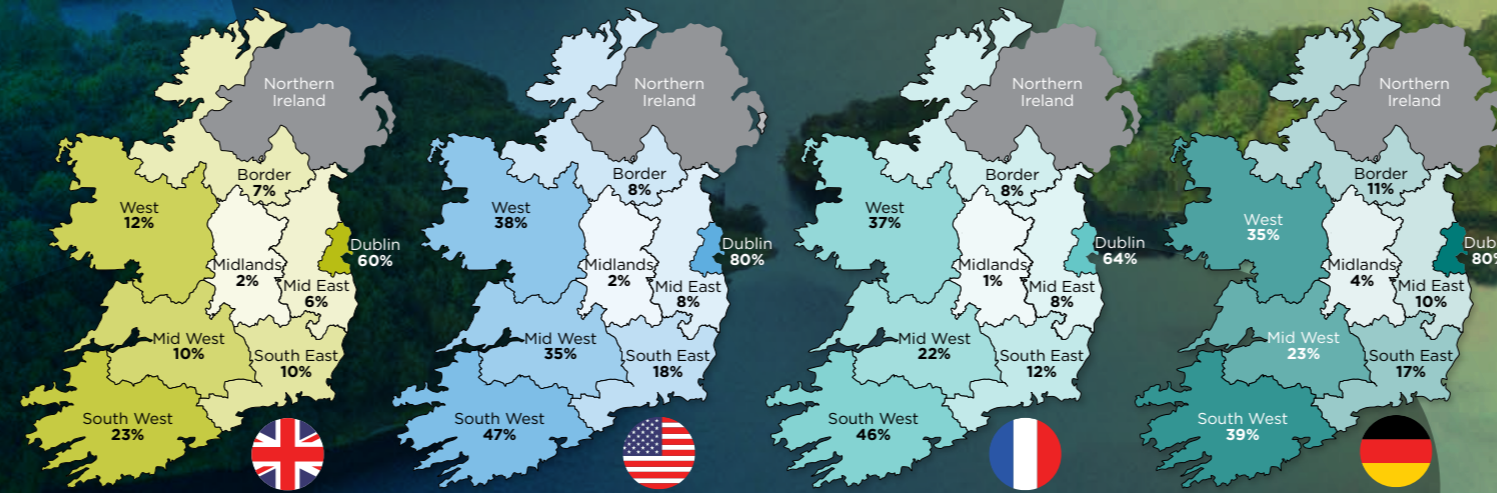 Northern
Ireland
Border
7%
West
12%
Dublin
60%
Midlands
2%
Mid East
6%
Mid West
10%
South East
10%
South West
23%
Northern
Ireland
Border
8%
West
38%
Dublin
80%
Midlands
2%
Mid East
8%
Mid West
35%
South East
18%
South West
47%
Northern
Ireland
Border
8%
West
37%
Dublin
64%
Midlands
1%
Mid East
8%
Mid West
22%
South East
12%
South West
46%
Northern
Ireland
Border
11%
West
35%
Dub
80%
Midlands
4%
Mid East
10%
Mid West
23%
South East
17%
South West
39%